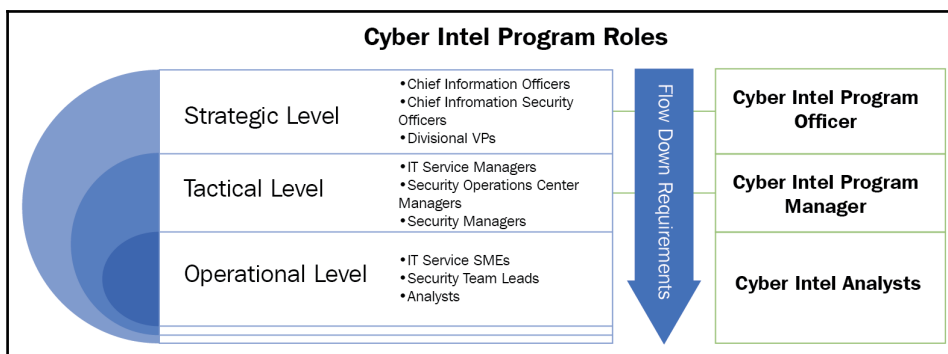 Cyber Intel Program Roles
Strategic Level
•Chief Information Officers
•Chief Infromation Security
Officers
•Divisional VPs
Tactical Level
•IT Service Managers
•Security Operations Center
Managers
•Security Managers
Operational Level
•IT Service SMEs
•Security Team Leads
•Analysts
Flow Down Requirements
Cyber Intel Program
Officer
Cyber Intel Program
Manager
Cyber Intel Analysts